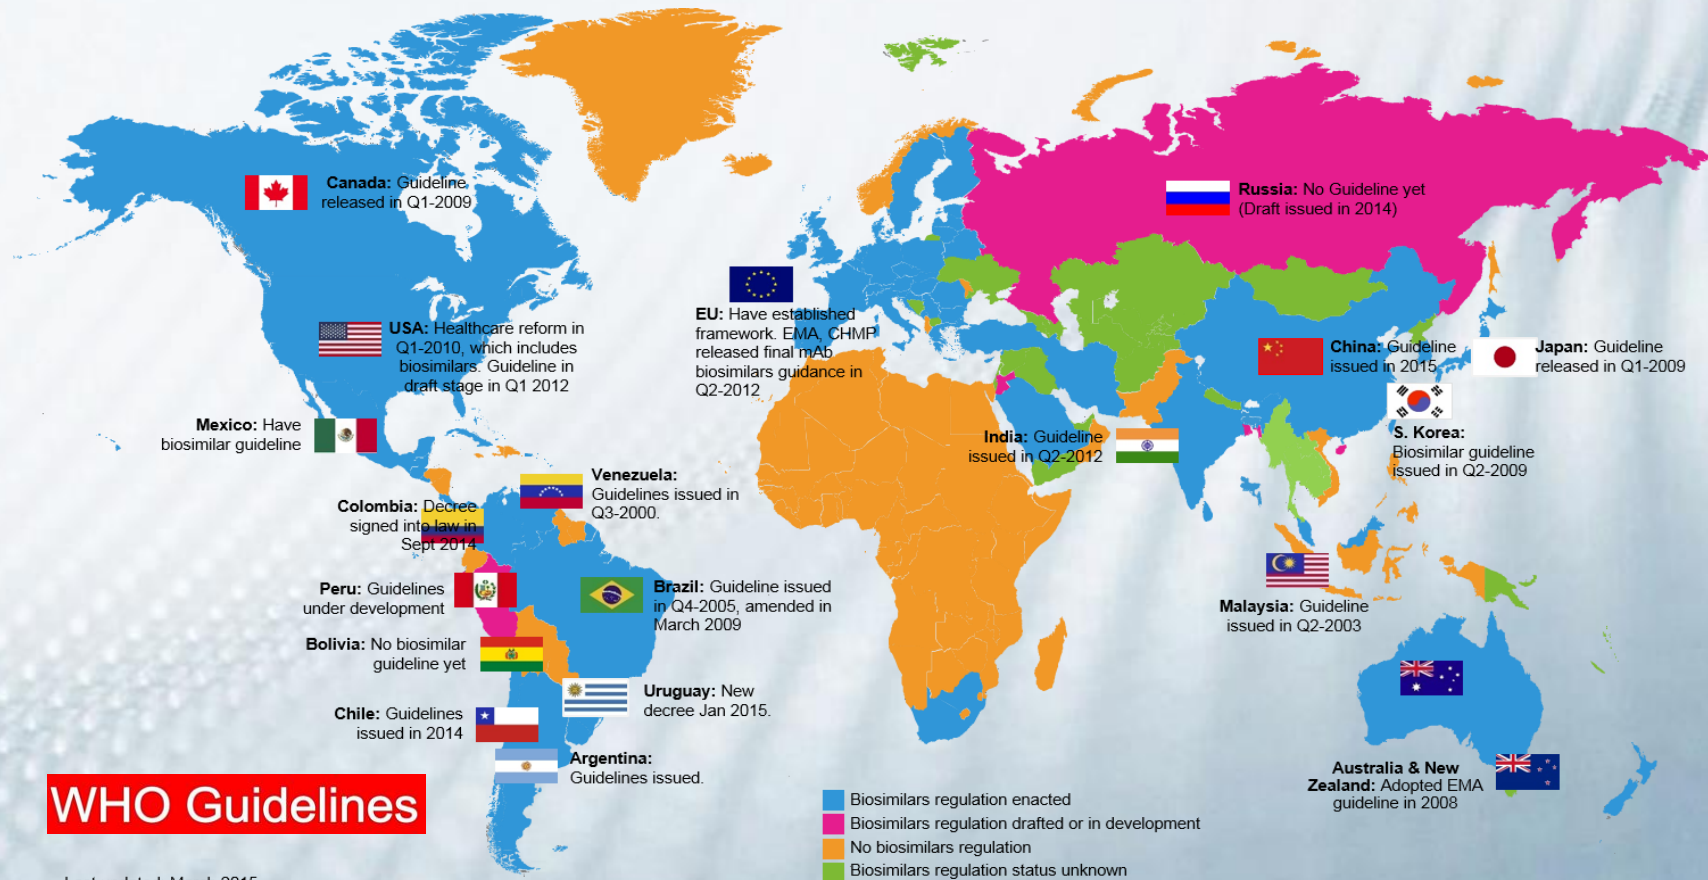 Canada: Guideline
released in Q1-2009
Russia: No Guideline yet
(Draft issued in 2014)
USA: Healthcare reform in
Q1-2010, which includes
biosimilars. Guideline in
draft stage in Q1 2012
EU: Have established
framework. EMA, CHMP
released final mAb
biosimilars guidance in
Q2-2012
China: Guideline
issued in 2015
Japan: Guideline
released in Q1-2009
Mexico: Have
biosimilar guideline
India: Guideline
issued in Q2-2012
S. Korea:
Biosimilar guideline
issued in Q2-2009
Venezuela:
Guidelines issued in
Q3-2000.
Colombia: Decree
signed into law in
Sept 2014
Peru: Guidelines
under development
Brazil: Guideline issued
in Q4-2005, amended in
March 2009
Malaysia: Guideline
issued in Q2-2003
Bolivia: No biosimilar
guideline yet
Uruguay: New
decree Jan 2015.
Chile: Guidelines
issued in 2014
Argentina:
Guidelines issued.
Australia & New
Zealand: Adopted EMA
guideline in 2008
WHO Guidelines
Biosimilars regulation enacted
Biosimilars regulation drafted or in development
No biosimilars regulation
Biosimilars regulation status unknown